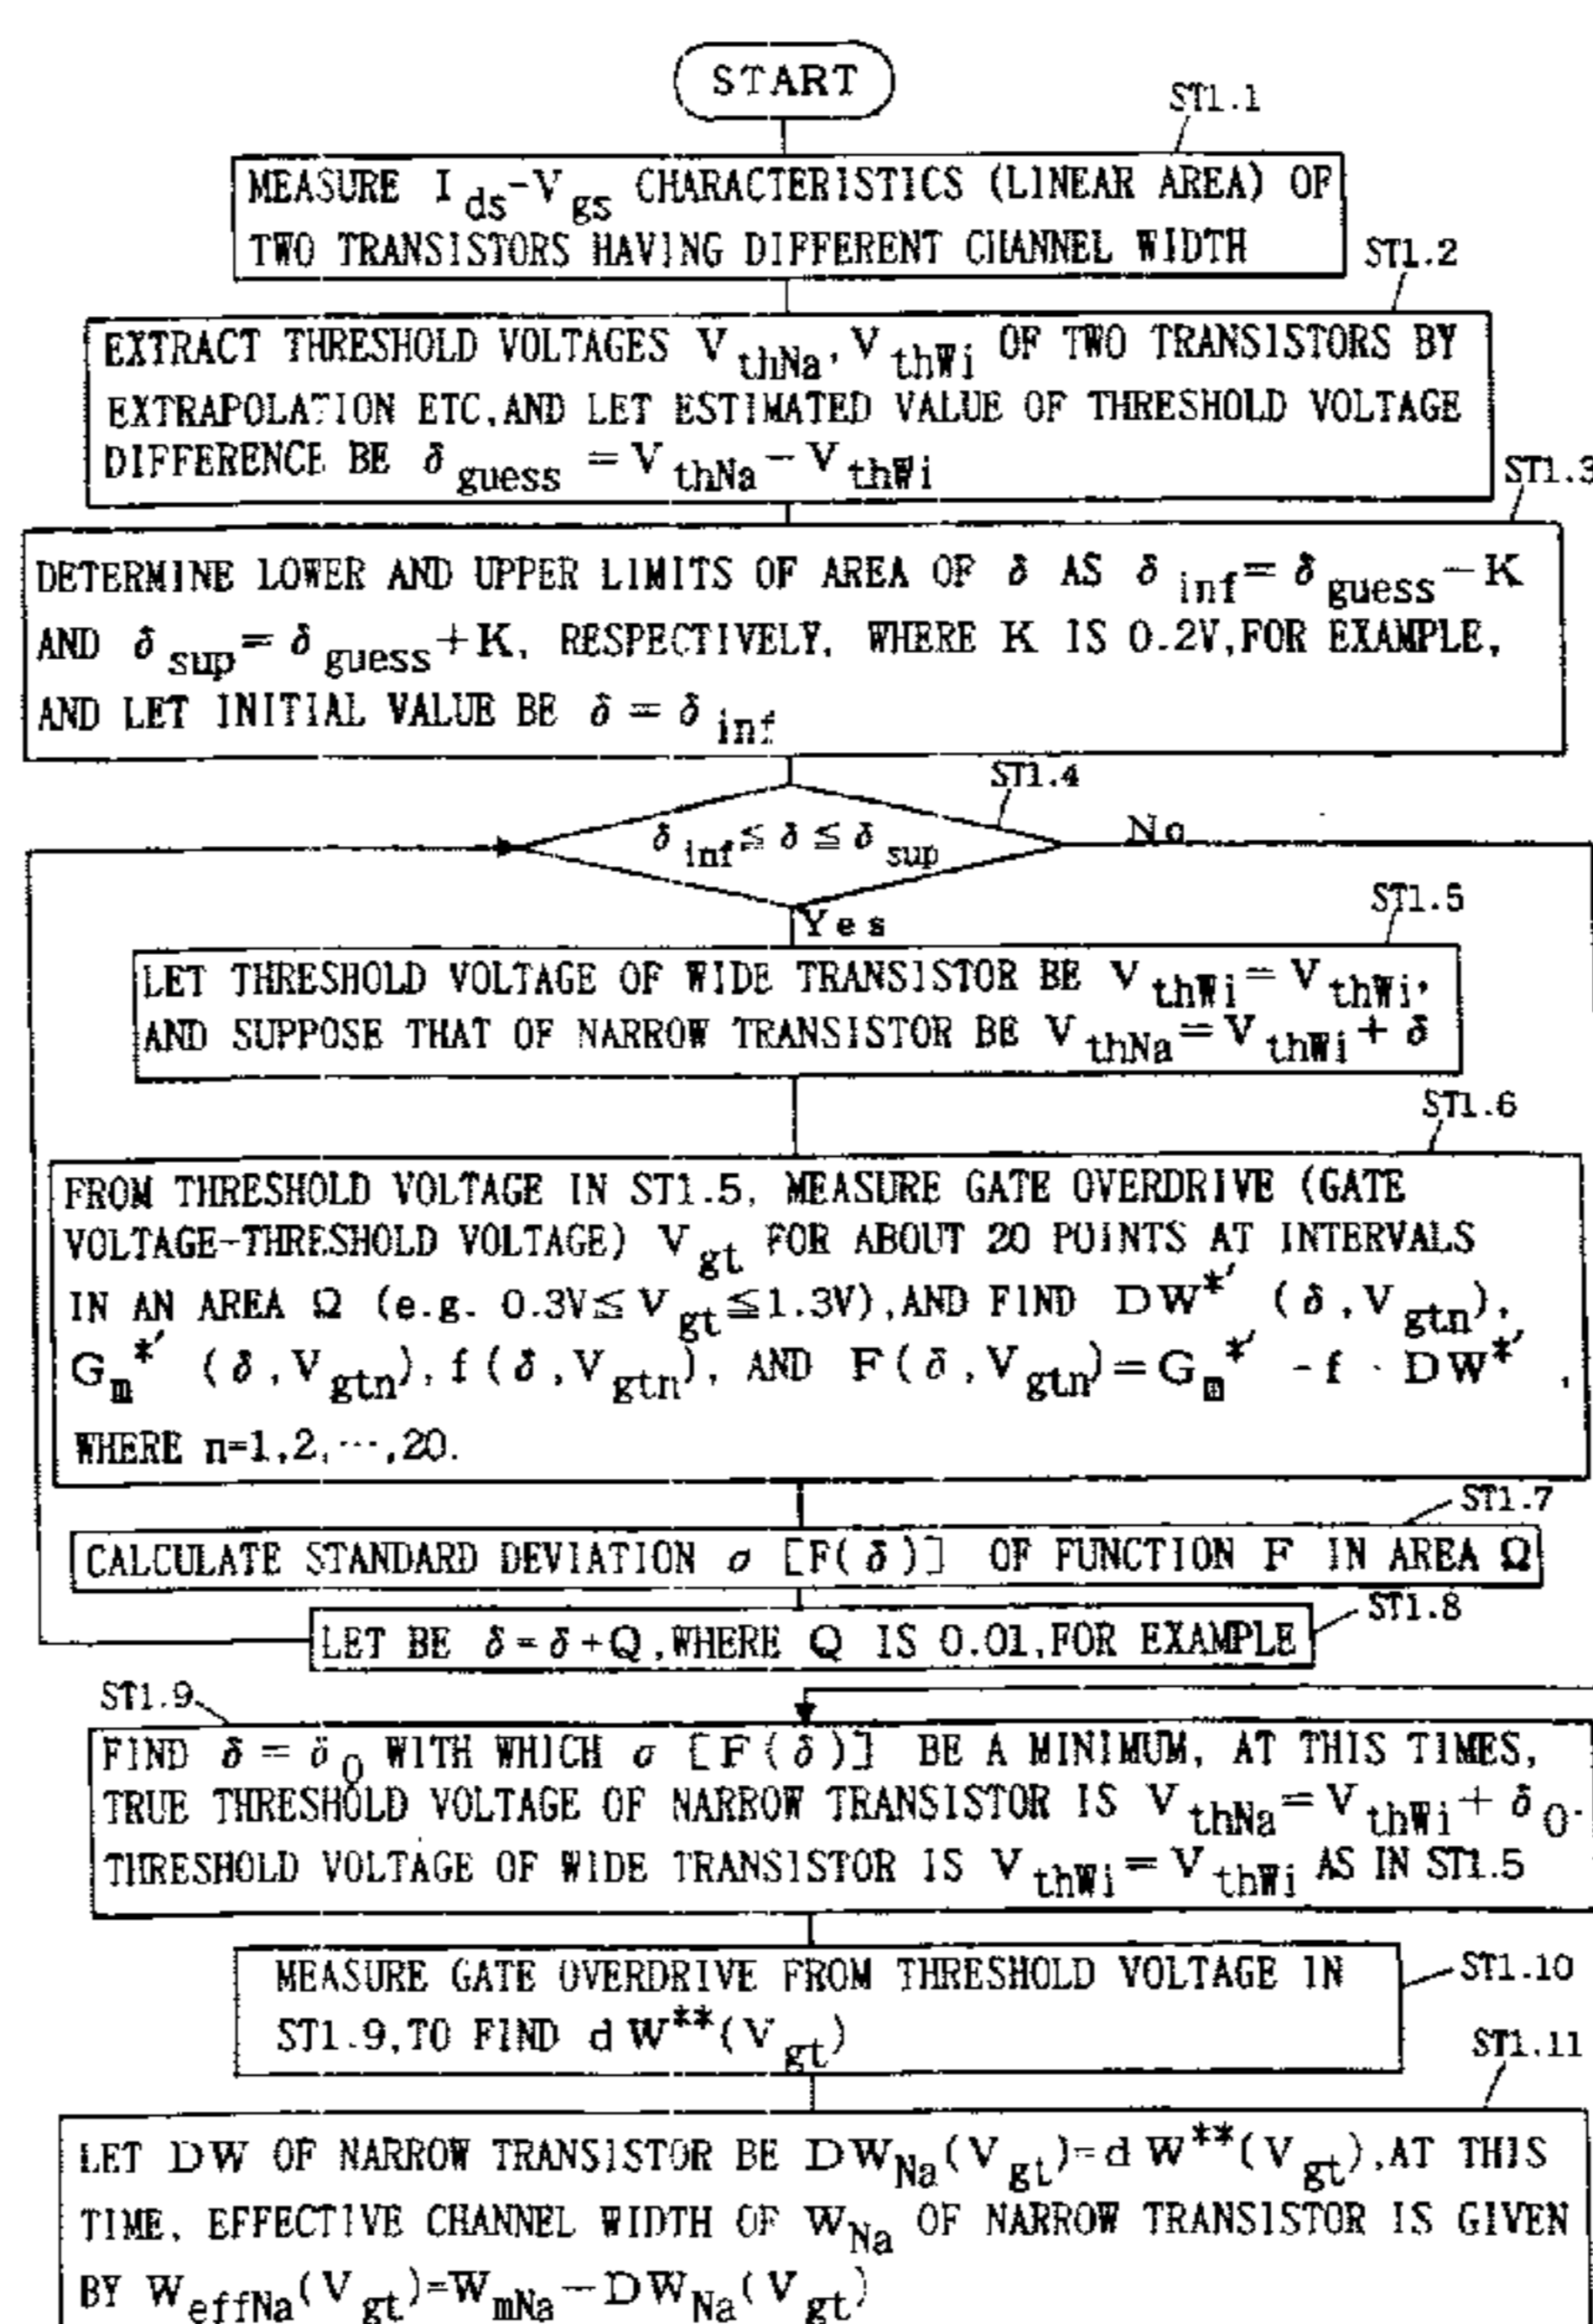 START
ST1.1
MEASURE I ds - V gs CHARACTERISTICS (LINEAR AREA) OF
TWO TRANSISTORS HAVING DIFFERENT CHANNEL WIDTH
ST1.2
EXTRACT THRESHOLD VOLTAGES V thNa, V thWi OF TWO TRANSISTORS BY
EXTRAPOLATION ETC,AND LET ESTIMATED VALUE OF THRESHOLD VOLTAGE
DIFFERENCE BE δ guess = V thNa - V thWi
ST1.3
DETERMINE LOWER AND UPPER LIMITS OF AREA OF δ AS δ inf = δ guess - K
AND δ sup = δ guess + K, RESPECTIVELY, WHERE K IS 0.2V,FOR EXAMPLE,
AND LET INITIAL VALUE BE δ = δ inf
ST1.4
δ inf ≦ δ ≦ δ sup
No
Yes
ST1.5
LET THRESHOLD VOLTAGE OF WIDE TRANSISTOR BE V thWi = V thWi,
AND SUPPOSE THAT OF NARROW TRANSISTOR BE V thNa = V thWi + δ
ST1.6
FROM THRESHOLD VOLTAGE IN ST1.5, MEASURE GATE OVERDRIVE (GATE
VOLTAGE-THRESHOLD VOLTAGE) V gt FOR ABOUT 20 POINTS AT INTERVALS
IN AN AREA Ω (e.g. 0.3V ≦ V gt ≦ 1.3V),AND FIND DW*′ (δ, V gtn),
G m *′ (δ, V gtn), f (δ, V gtn), AND F(δ, V gtn) = G m *′ - f · DW*′ ,
WHERE n=1,2,···,20.
ST1.7
CALCULATE STANDARD DEVIATION σ [F(δ)] OF FUNCTION F IN AREA Ω
ST1.8
LET BE δ = δ + Q ,WHERE Q IS 0.01,FOR EXAMPLE
ST1.9
FIND δ = δ 0 WITH WHICH σ [F(δ)] BE A MINIMUM, AT THIS TIMES,
TRUE THRESHOLD VOLTAGE OF NARROW TRANSISTOR IS V thNa = V thWi + δ 0.
THRESHOLD VOLTAGE OF WIDE TRANSISTOR IS V thWi = V thWi AS IN ST1.5
ST1.10
MEASURE GATE OVERDRIVE FROM THRESHOLD VOLTAGE IN
ST1.9,TO FIND dW**(V gt)
ST1.11
LET DW OF NARROW TRANSISTOR BE DW Na (V gt)=dW**(V gt),AT THIS
TIME, EFFECTIVE CHANNEL WIDTH OF W Na OF NARROW TRANSISTOR IS GIVEN
BY W effNa (V gt)=W mNa - DW Na (V gt)